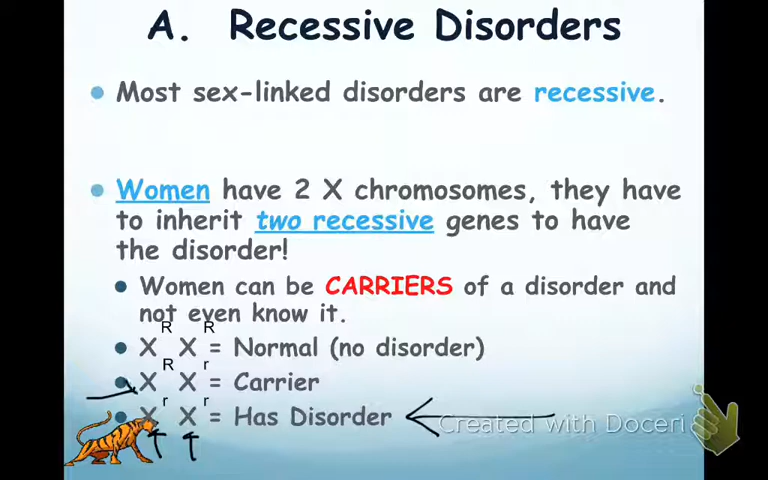 A. Recessive Disorders
Most sex-linked disorders are recessive.
Women have 2 X chromosomes, they have
to inherit two recessive genes to have
the disorder!
Women can be CARRIERS of a disorder and
not even know it.
X^R X^R = Normal (no disorder)
X^R X^r = Carrier
X^r X^r = Has Disorder
Created with Doceri